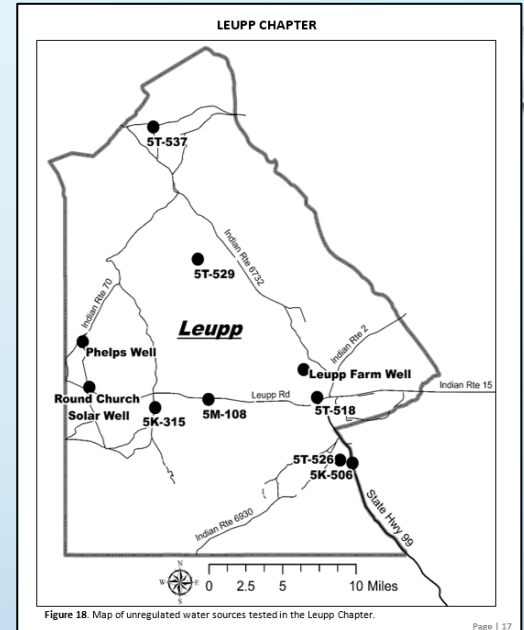 LEUPP CHAPTER
5T-537
Indian Rte 6732
5T-529
Indian Rte 70
Leupp
Indian Rte 2
Phelps Well
Leupp Farm Well
Indian Rte 15
Leupp Rd
Round Church
Solar Well
5M-108
5T-518
5K-315
5T-526
5K-506
State Hwy 99
Indian Rte 6930
N
W
E
S
0 2.5 5 10 Miles
Figure 18. Map of unregulated water sources tested in the Leupp Chapter.
Page | 17